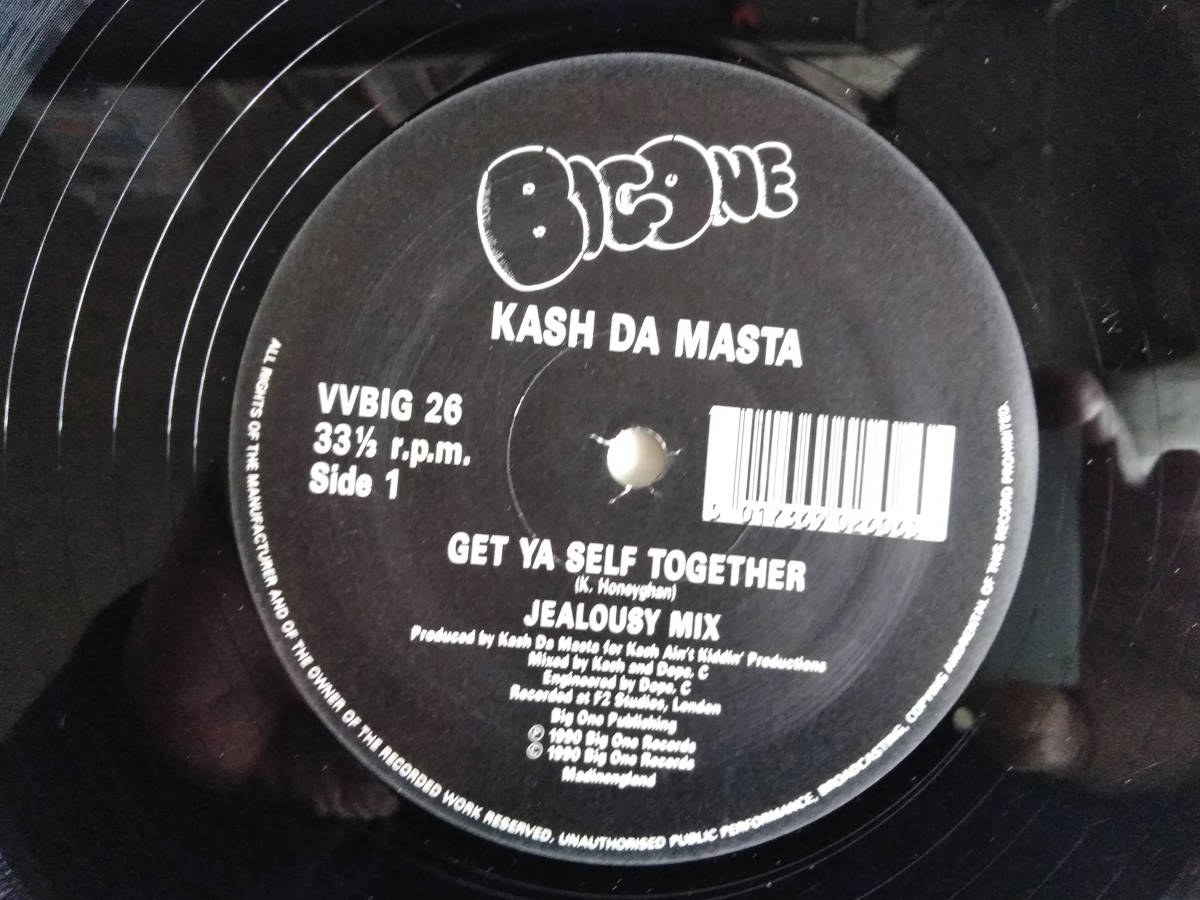 BIG ONE
KASH DA MASTA
VVBIG 26
33⅓ r.p.m.
Side 1
GET YA SELF TOGETHER
(K. Honeyghan)
JEALOUSY MIX
Produced by Kash Da Masta for Kash Ain't Kiddin' Productions
Mixed by Kash and Dope. C
Engineered by Dope. C
Recorded at F2 Studios, London
Big One Publishing
℗ 1990 Big One Records
© 1990 Big One Records
Madinengland
ALL RIGHTS OF THE MANUFACTURER AND OF THE OWNER OF THE RECORDED WORK RESERVED. UNAUTHORISED PUBLIC PERFORMANCE, BROADCASTING, COPYING AND RENTAL OF THIS RECORD PROHIBITED.